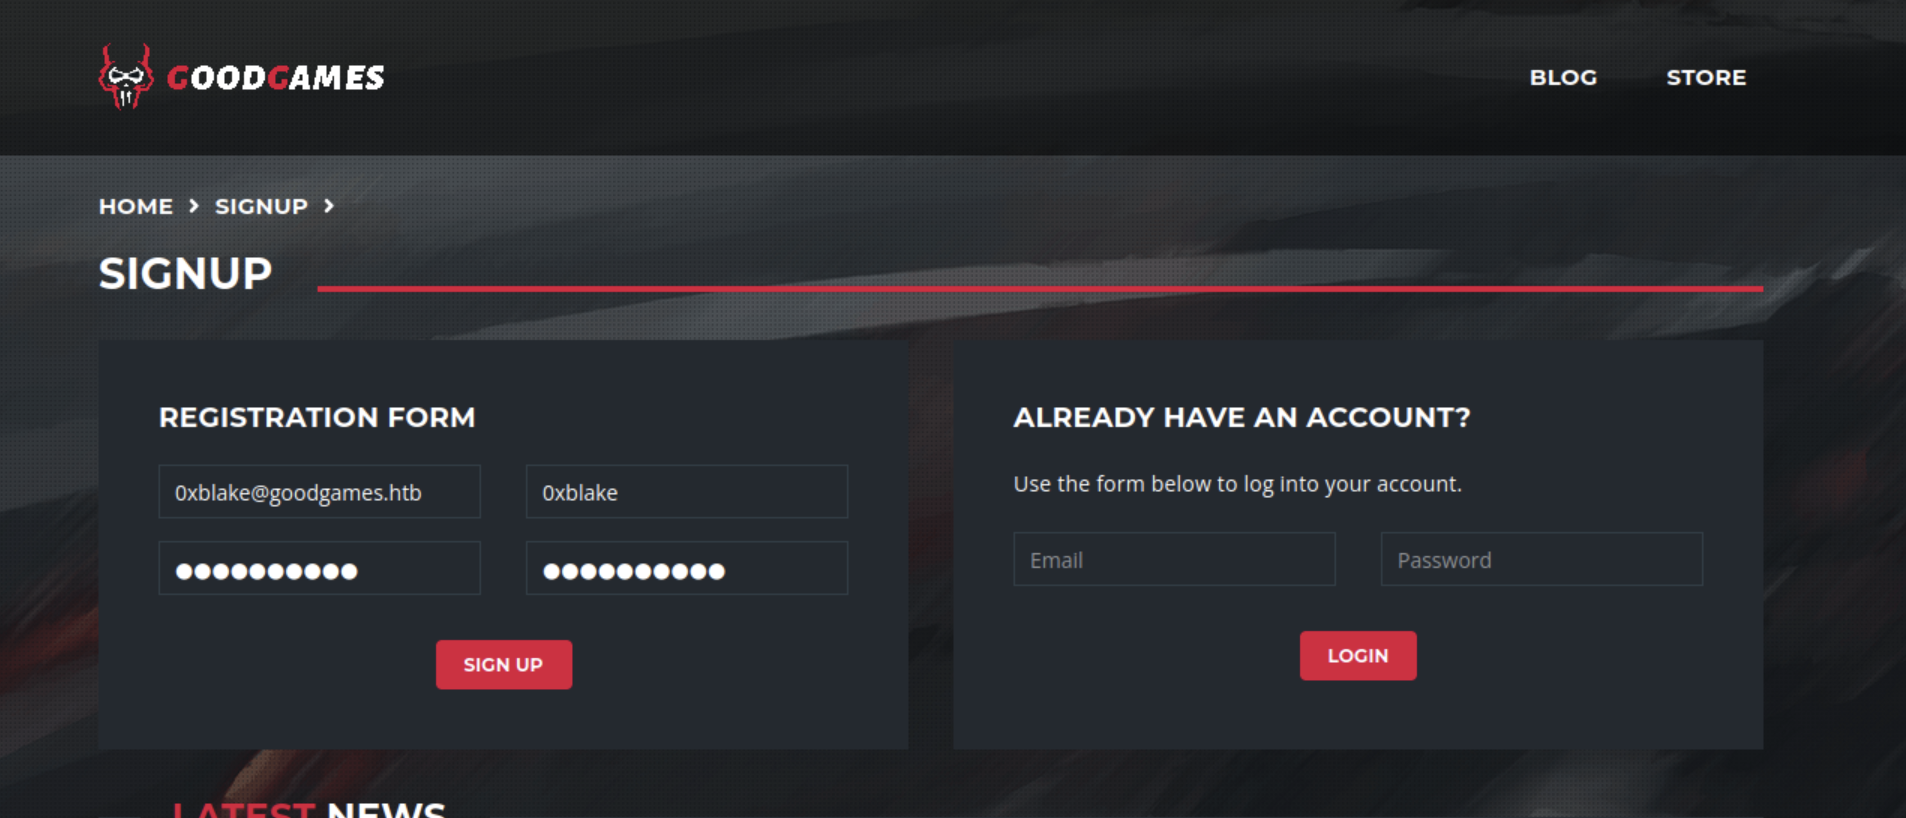 GOODGAMES
BLOG STORE
HOME > SIGNUP >
SIGNUP
REGISTRATION FORM
0xblake@goodgames.htb 0xblake
●●●●●●●●●● ●●●●●●●●●●
SIGN UP
ALREADY HAVE AN ACCOUNT?
Use the form below to log into your account.
Email Password
LOGIN
LATEST NEWS